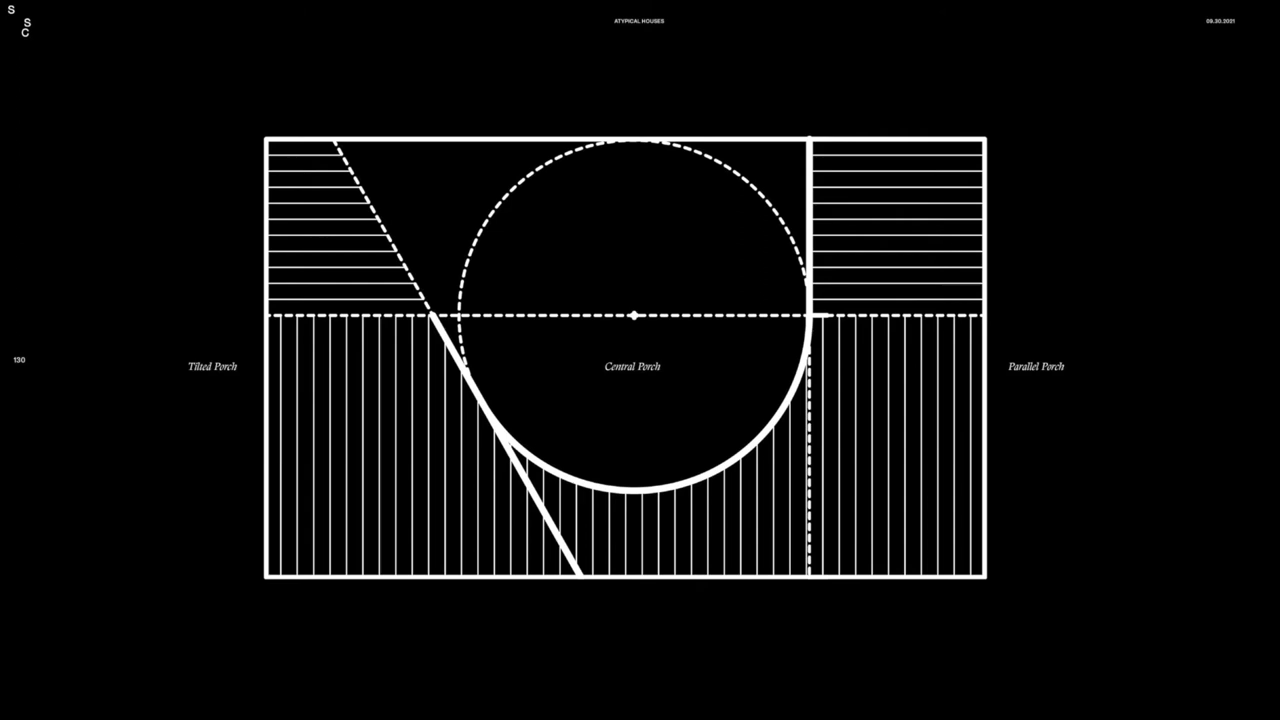 S
S
C
ATYPICAL HOUSES
09.30.2021
130
Tilted Porch
Central Porch
Parallel Porch